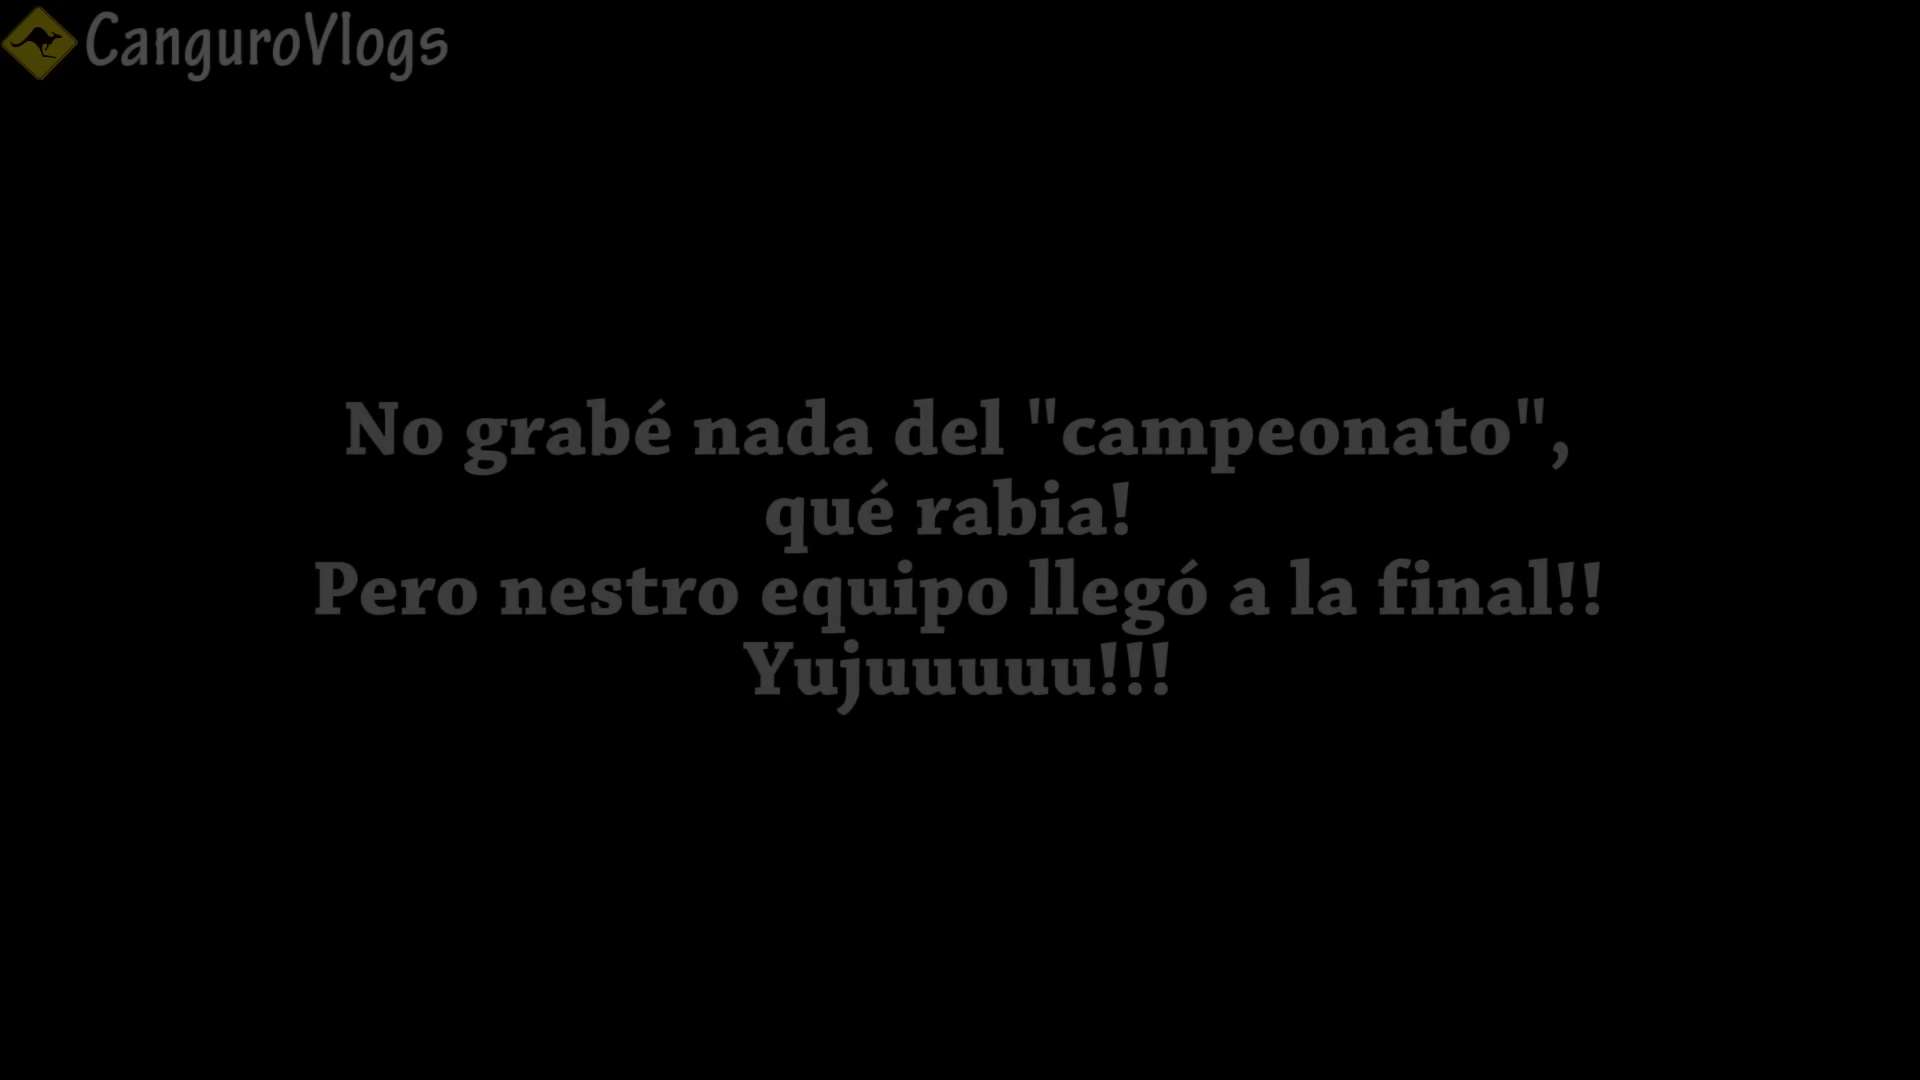 CanguroVlogs
No grabé nada del "campeonato",
qué rabia!
Pero nestro equipo llegó a la final!!
Yujuuuuu!!!